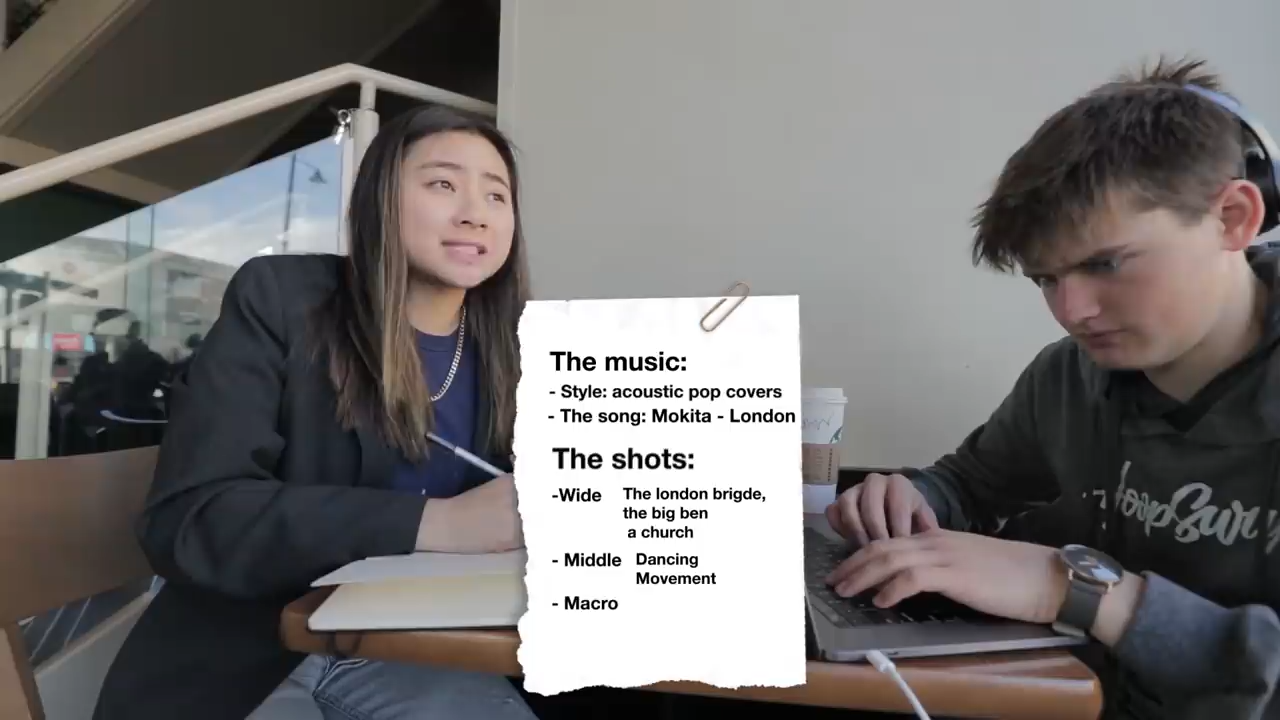 The music:
- Style: acoustic pop covers
- The song: Mokita - London
The shots:
-Wide The london brigde,
the big ben
a church
- Middle Dancing
Movement
- Macro